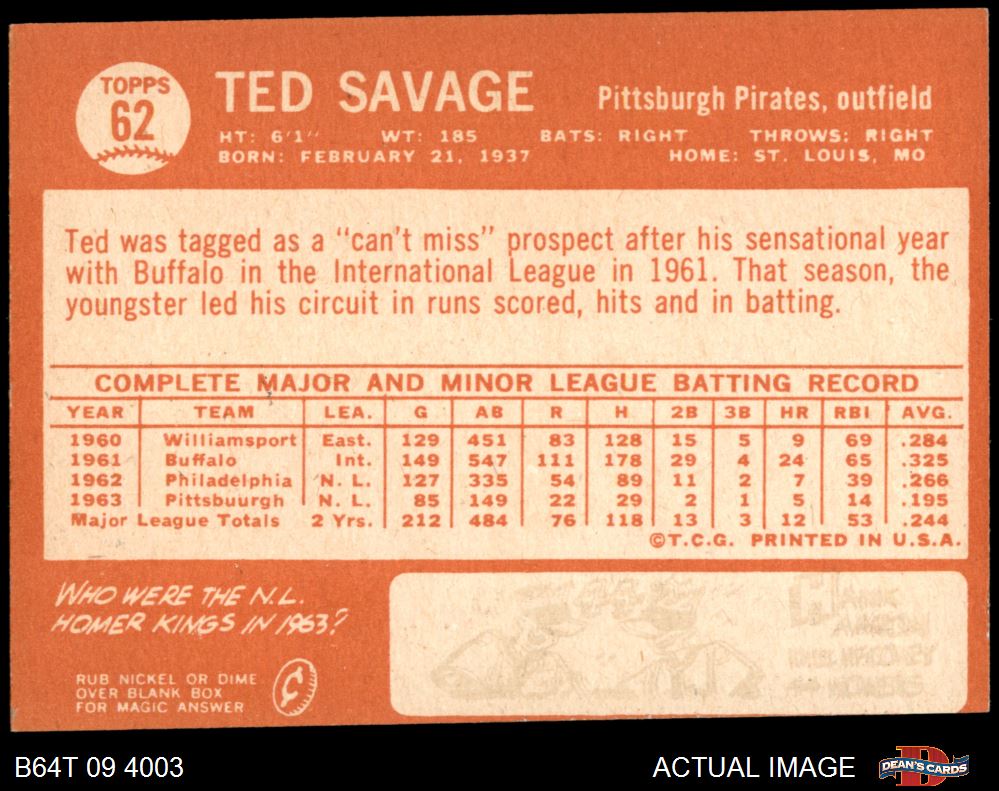 TOPPS
62
TED SAVAGE
Pittsburgh Pirates, outfield
HT: 6'1" WT: 185 BATS: RIGHT THROWS: RIGHT
BORN: FEBRUARY 21, 1937 HOME: ST. LOUIS, MO
Ted was tagged as a "can't miss" prospect after his sensational year
with Buffalo in the International League in 1961. That season, the
youngster led his circuit in runs scored, hits and in batting.
COMPLETE MAJOR AND MINOR LEAGUE BATTING RECORD
YEAR TEAM LEA. G AB R H 2B 3B HR RBI AVG.
1960 Williamsport East. 129 451 83 128 15 5 9 69 .284
1961 Buffalo Int. 149 547 111 178 29 4 24 65 .325
1962 Philadelphia N. L. 127 335 54 89 11 2 7 39 .266
1963 Pittsbuurgh N. L. 85 149 22 29 2 1 5 14 .195
Major League Totals 2 Yrs. 212 484 76 118 13 3 12 53 .244
©T.C.G. PRINTED IN U.S.A.
WHO WERE THE N.L.
HOMER KINGS IN 1963?
RUB NICKEL OR DIME
OVER BLANK BOX
FOR MAGIC ANSWER
¢
HANK
AARON
44 HOMERS
B64T 09 4003
ACTUAL IMAGE
DEAN'S CARDS